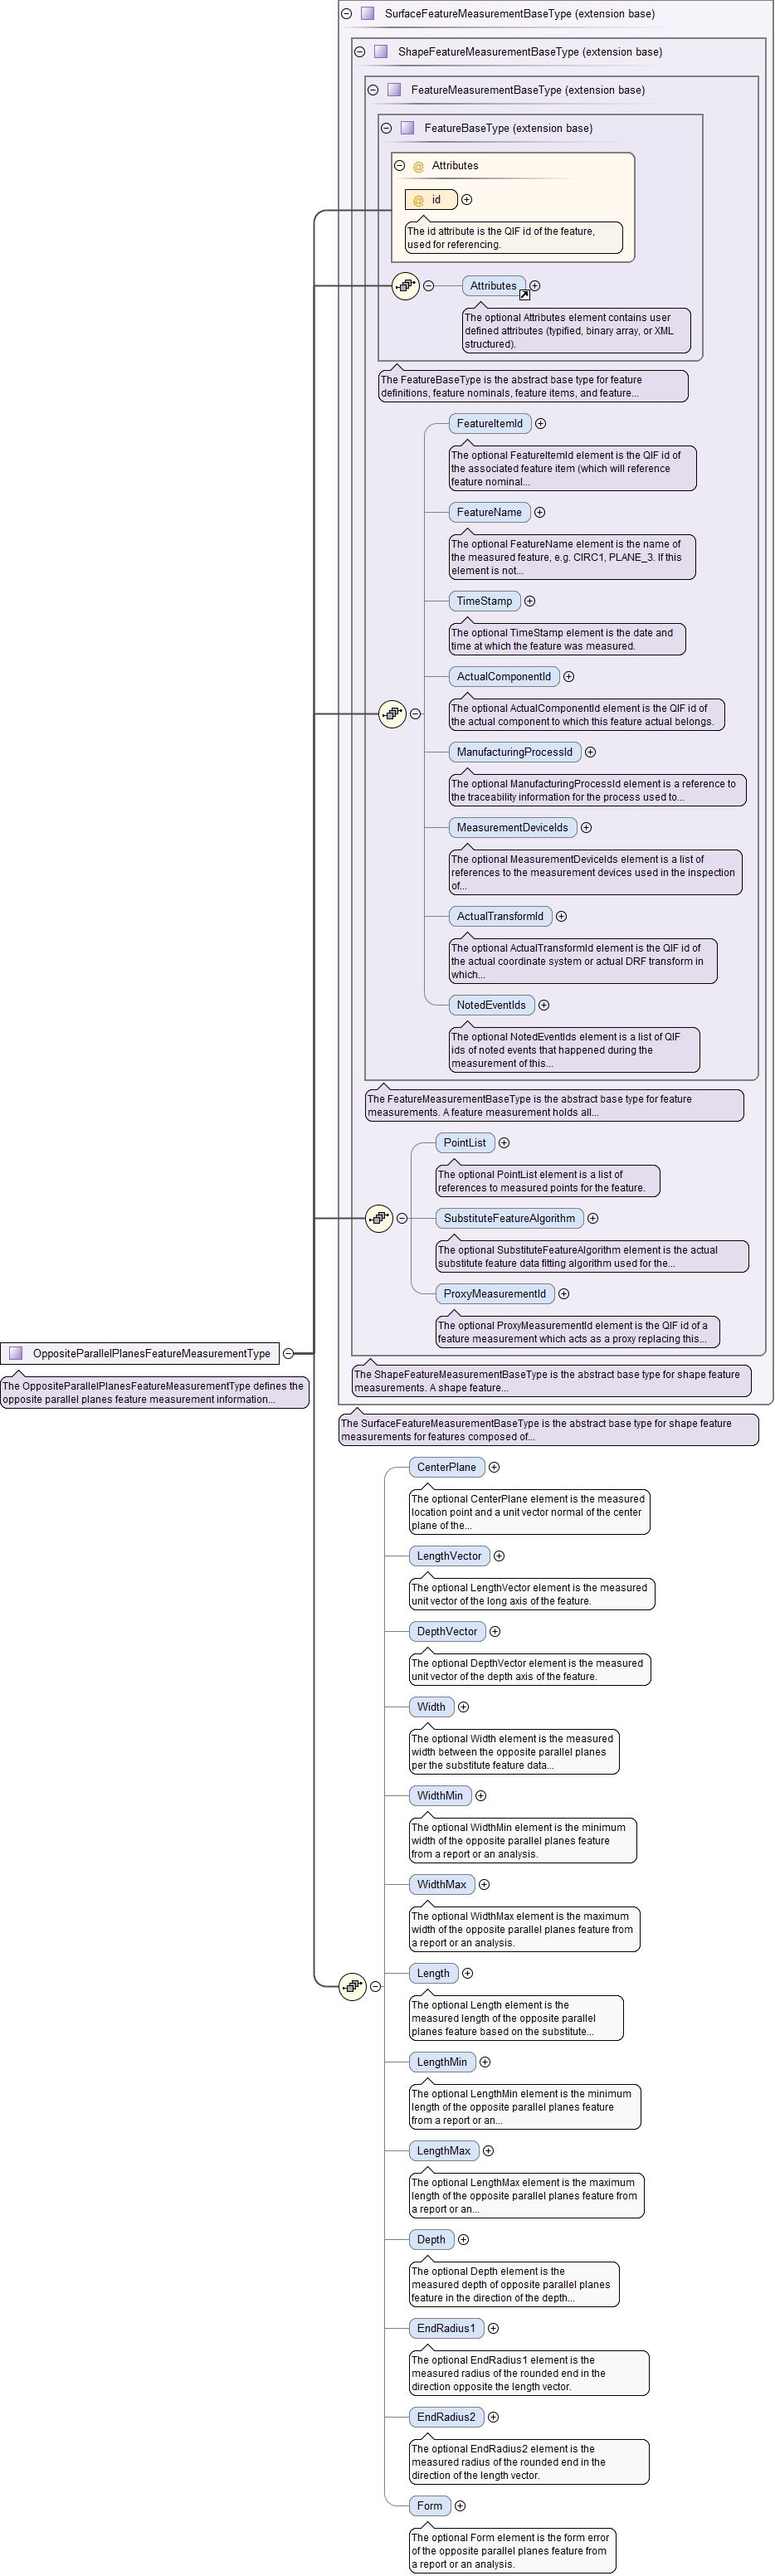 SurfaceFeatureMeasurementBaseType (extension base)
ShapeFeatureMeasurementBaseType (extension base)
FeatureMeasurementBaseType (extension base)
FeatureBaseType (extension base)
@ Attributes
@ id
The id attribute is the QIF id of the feature,
used for referencing.
Attributes
The optional Attributes element contains user
defined attributes (typified, binary array, or XML
structured).
The FeatureBaseType is the abstract base type for feature
definitions, feature nominals, feature items, and feature...
FeatureItemId
The optional FeatureItemId element is the QIF id of
the associated feature item (which will reference
feature nominal...
FeatureName
The optional FeatureName element is the name of
the measured feature, e.g. CIRC1, PLANE_3. If this
element is not...
TimeStamp
The optional TimeStamp element is the date and
time at which the feature was measured.
ActualComponentId
The optional ActualComponentId element is the QIF id of
the actual component to which this feature actual belongs.
ManufacturingProcessId
The optional ManufacturingProcessId element is a reference to
the traceability information for the process used to...
MeasurementDeviceIds
The optional MeasurementDeviceIds element is a list of
references to the measurement devices used in the inspection
of...
ActualTransformId
The optional ActualTransformId element is the QIF id of
the actual coordinate system or actual DRF transform in
which...
NotedEventIds
The optional NotedEventIds element is a list of QIF
ids of noted events that happened during the
measurement of this...
The FeatureMeasurementBaseType is the abstract base type for feature
measurements. A feature measurement holds all...
PointList
The optional PointList element is a list of
references to measured points for the feature.
SubstituteFeatureAlgorithm
The optional SubstituteFeatureAlgorithm element is the actual
substitute feature data fitting algorithm used for the...
ProxyMeasurementId
The optional ProxyMeasurementId element is the QIF id of a
feature measurement which acts as a proxy replacing this...
OppositeParallelPlanesFeatureMeasurementType
The OppositeParallelPlanesFeatureMeasurementType defines the
opposite parallel planes feature measurement information...
The ShapeFeatureMeasurementBaseType is the abstract base type for shape feature
measurements. A shape feature...
The SurfaceFeatureMeasurementBaseType is the abstract base type for shape feature
measurements for features composed of...
CenterPlane
The optional CenterPlane element is the measured
location point and a unit vector normal of the center
plane of the...
LengthVector
The optional LengthVector element is the measured
unit vector of the long axis of the feature.
DepthVector
The optional DepthVector element is the measured
unit vector of the depth axis of the feature.
Width
The optional Width element is the measured
width between the opposite parallel planes
per the substitute feature data...
WidthMin
The optional WidthMin element is the minimum
width of the opposite parallel planes feature
from a report or an analysis.
WidthMax
The optional WidthMax element is the maximum
width of the opposite parallel planes feature from
a report or an analysis.
Length
The optional Length element is the
measured length of the opposite parallel
planes feature based on the substitute...
LengthMin
The optional LengthMin element is the minimum
length of the opposite parallel planes feature
from a report or an...
LengthMax
The optional LengthMax element is the maximum
length of the opposite parallel planes feature from
a report or an...
Depth
The optional Depth element is the
measured depth of opposite parallel planes
feature in the direction of the depth...
EndRadius1
The optional EndRadius1 element is the
measured radius of the rounded end in the
direction opposite the length vector.
EndRadius2
The optional EndRadius2 element is the
measured radius of the rounded end in the
direction of the length vector.
Form
The optional Form element is the form error
of the opposite parallel planes feature from
a report or an analysis.